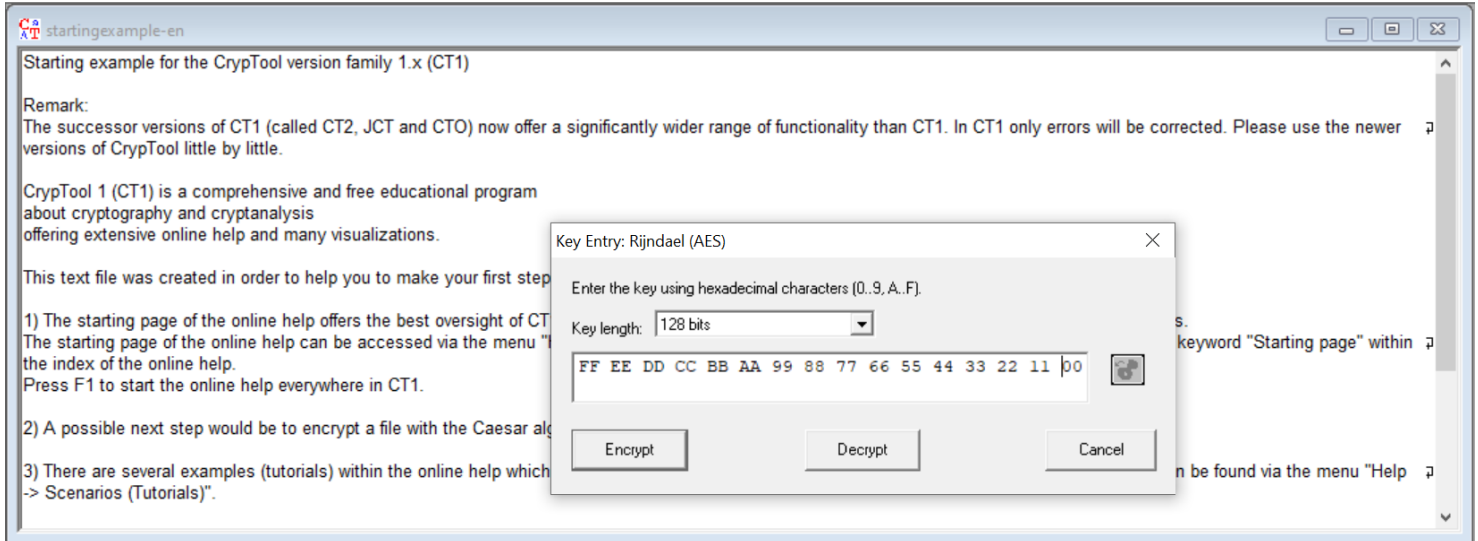 startingexample-en
Starting example for the CrypTool version family 1.x (CT1)
Remark:
The successor versions of CT1 (called CT2, JCT and CTO) now offer a significantly wider range of functionality than CT1. In CT1 only errors will be corrected. Please use the newer
versions of CrypTool little by little.
CrypTool 1 (CT1) is a comprehensive and free educational program
about cryptography and cryptanalysis
offering extensive online help and many visualizations.
This text file was created in order to help you to make your first step
1) The starting page of the online help offers the best oversight of CT
s.
The starting page of the online help can be accessed via the menu "
keyword "Starting page" within
the index of the online help.
Press F1 to start the online help everywhere in CT1.
2) A possible next step would be to encrypt a file with the Caesar alg
3) There are several examples (tutorials) within the online help which
n be found via the menu "Help
-> Scenarios (Tutorials)".
Key Entry: Rijndael (AES)
Enter the key using hexadecimal characters (0..9, A..F).
Key length: 128 bits
FF EE DD CC BB AA 99 88 77 66 55 44 33 22 11 00
Encrypt Decrypt Cancel